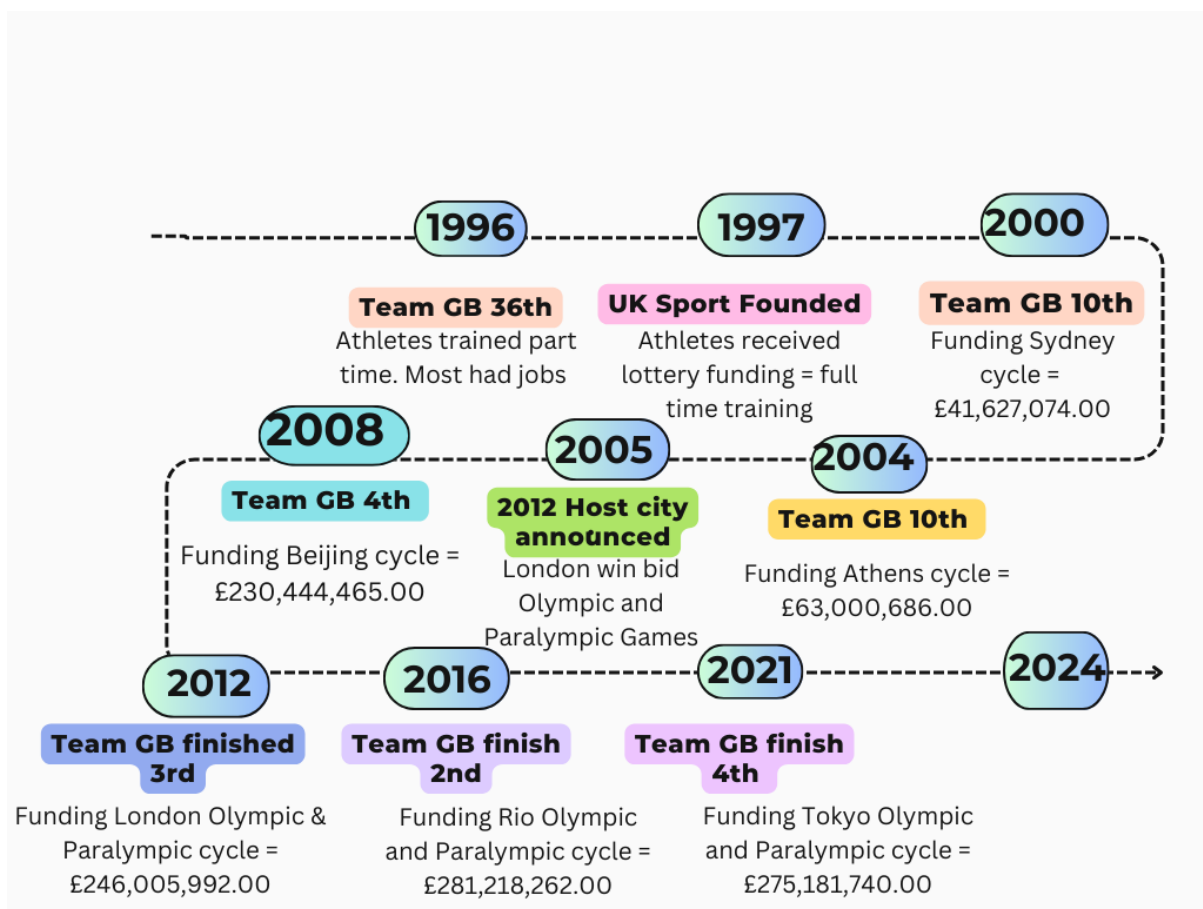 1996
Team GB 36th
Athletes trained part
time. Most had jobs
1997
UK Sport Founded
Athletes received
lottery funding = full
time training
2000
Team GB 10th
Funding Sydney
cycle =
£41,627,074.00
2004
Team GB 10th
Funding Athens cycle =
£63,000,686.00
2005
2012 Host city
announced
London win bid
Olympic and
Paralympic Games
2008
Team GB 4th
Funding Beijing cycle =
£230,444,465.00
2012
Team GB finished
3rd
Funding London Olympic &
Paralympic cycle =
£246,005,992.00
2016
Team GB finish
2nd
Funding Rio Olympic
and Paralympic cycle =
£281,218,262.00
2021
Team GB finish
4th
Funding Tokyo Olympic
and Paralympic cycle =
£275,181,740.00
2024